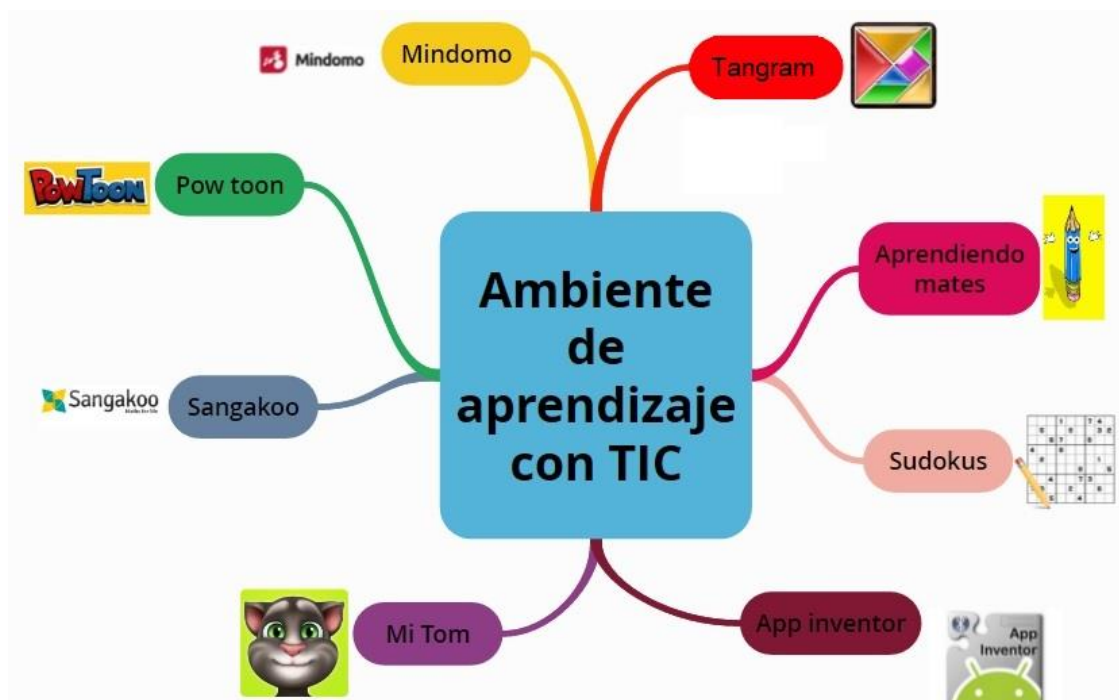 Mindomo
Mindomo
Tangram
PowToon
Pow toon
Aprendiendo
mates
Ambiente
de
aprendizaje
con TIC
Sangakoo
Sangakoo
Sudokus
Mi Tom
App inventor
App
Inventor